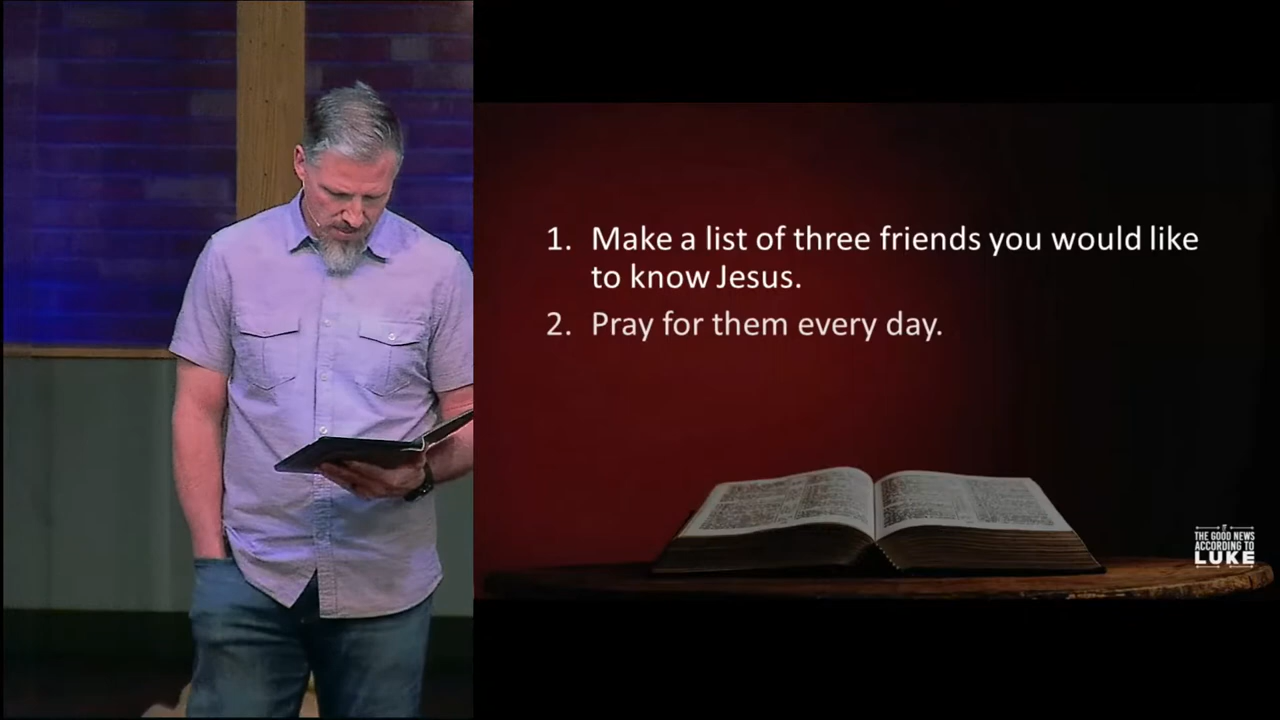 1. Make a list of three friends you would like
to know Jesus.
2. Pray for them every day.
THE GOOD NEWS
ACCORDING TO
LUKE